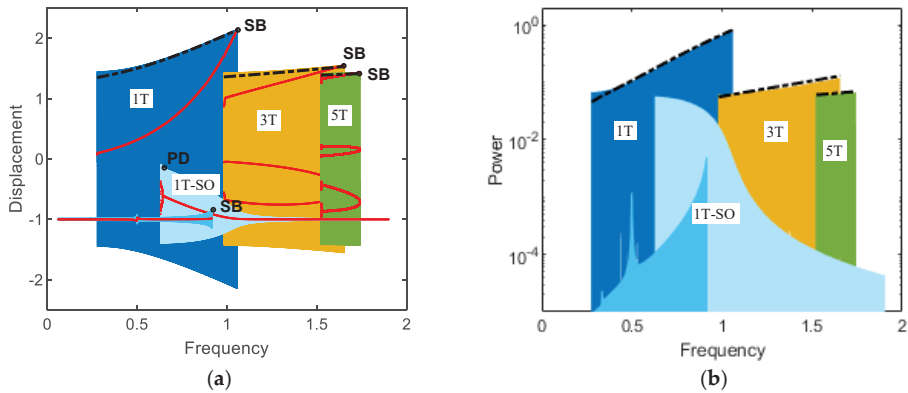 SB
SB
SB
1T
3T
5T
PD
1T-SO
SB
2
1
0
-1
-2
Displacement
0
0.5
1
1.5
2
Frequency
(a)
10^0
10^-2
10^-4
Power
1T
3T
5T
1T-SO
0
0.5
1
1.5
2
Frequency
(b)